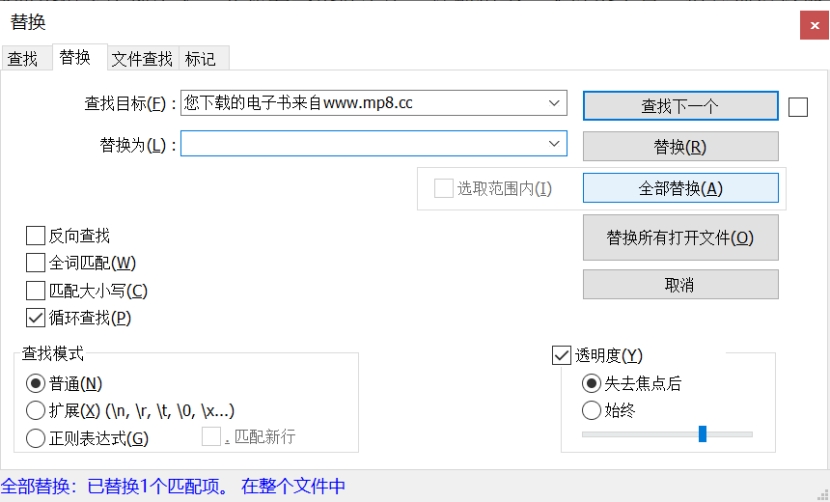 替换
查找 替换 文件查找 标记
查找目标(F)： 您下载的电子书来自www.mp8.cc 查找下一个
替换为(L)： 替换(R)
选取范围内(I) 全部替换(A)
反向查找 替换所有打开文件(O)
全词匹配(W)
匹配大小写(C) 取消
循环查找(P)
查找模式 透明度(Y)
普通(N) 失去焦点后
扩展(X) (\n, \r, \t, \0, \x...) 始终
正则表达式(G) . 匹配新行
全部替换：已替换1个匹配项。 在整个文件中